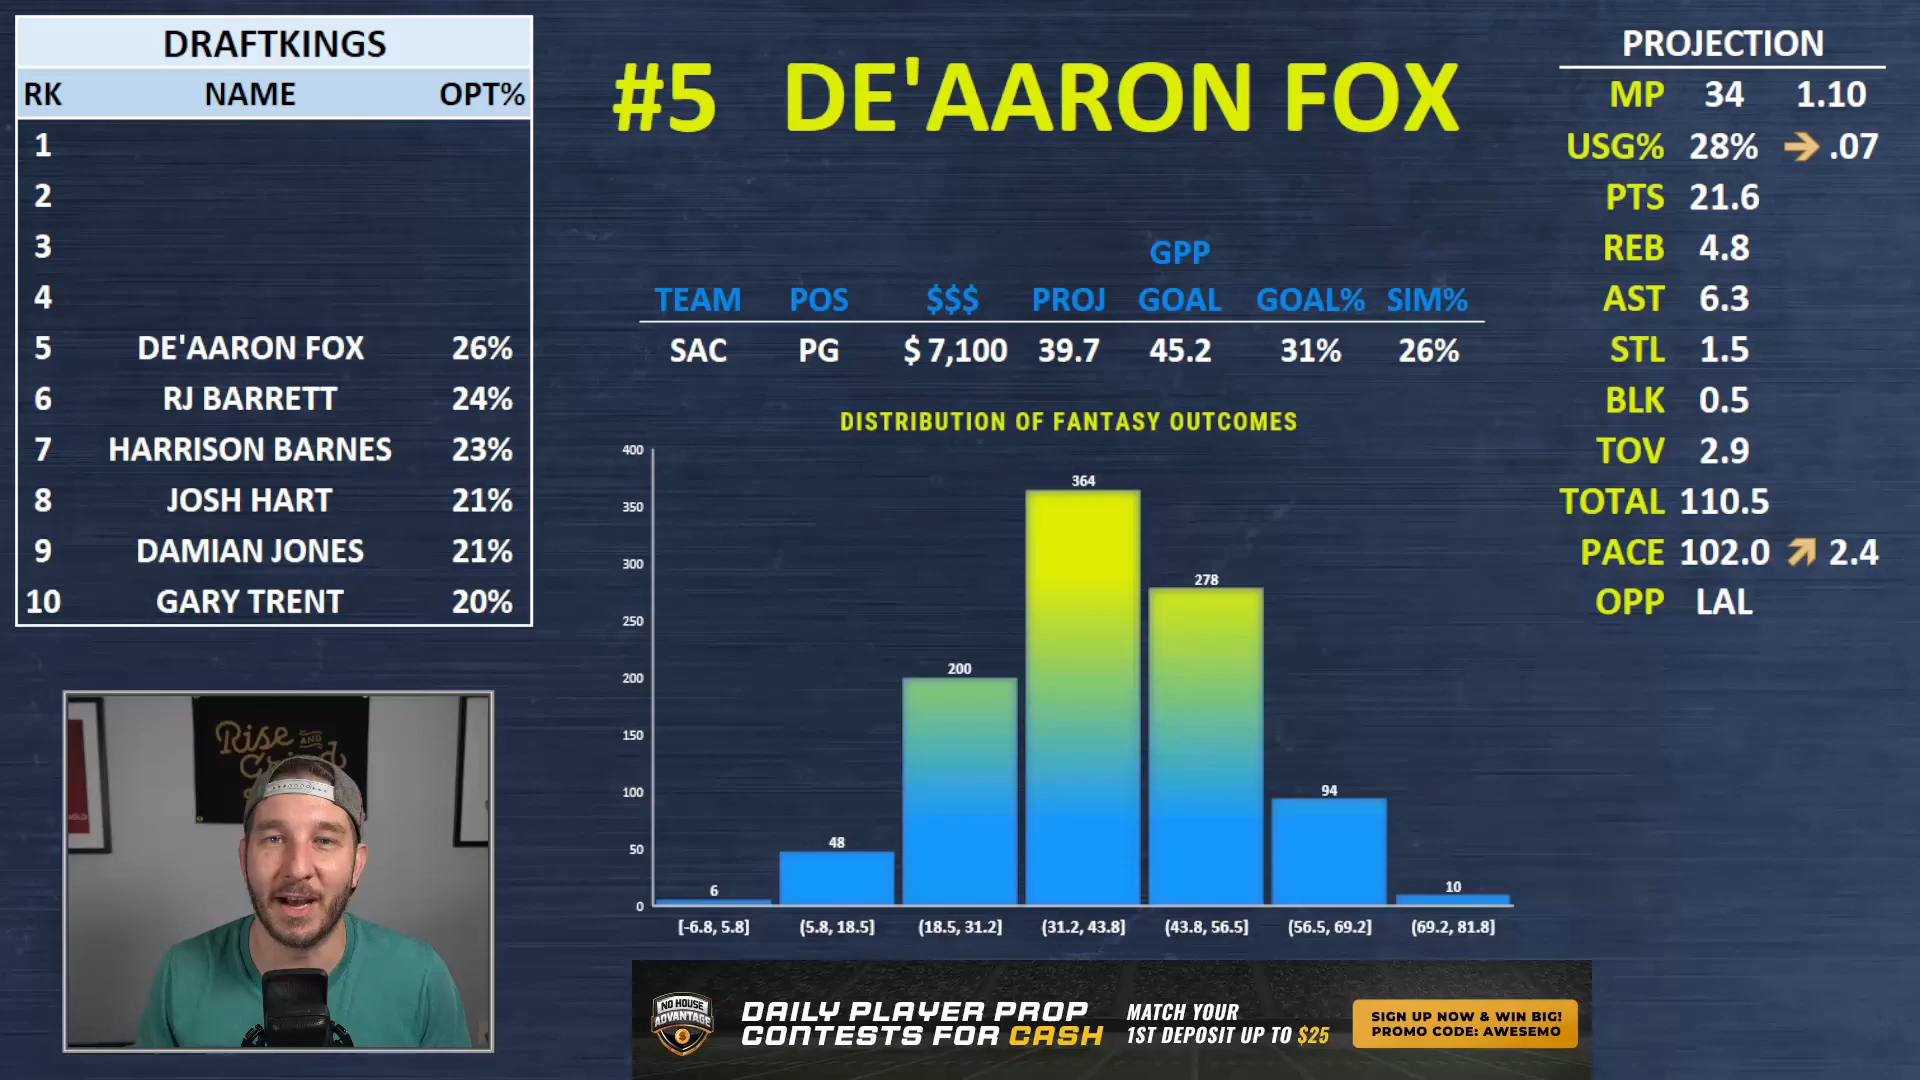 DRAFTKINGS
RK NAME OPT%
1
2
3
4
5 DE'AARON FOX 26%
6 RJ BARRETT 24%
7 HARRISON BARNES 23%
8 JOSH HART 21%
9 DAMIAN JONES 21%
10 GARY TRENT 20%
#5 DE'AARON FOX
GPP
TEAM POS $$$ PROJ GOAL GOAL% SIM%
SAC PG $ 7,100 39.7 45.2 31% 26%
DISTRIBUTION OF FANTASY OUTCOMES
400
350
300
250
200
150
100
50
0
6
48
200
364
278
94
10
[-6.8, 5.8] (5.8, 18.5] (18.5, 31.2] (31.2, 43.8] (43.8, 56.5] (56.5, 69.2] (69.2, 81.8]
PROJECTION
MP 34 1.10
USG% 28% .07
PTS 21.6
REB 4.8
AST 6.3
STL 1.5
BLK 0.5
TOV 2.9
TOTAL 110.5
PACE 102.0 2.4
OPP LAL
Rise AND
Grind
NO HOUSE
ADVANTAGE
DAILY PLAYER PROP
CONTESTS FOR CASH
MATCH YOUR
1ST DEPOSIT UP TO $25
SIGN UP NOW & WIN BIG!
PROMO CODE: AWESEMO